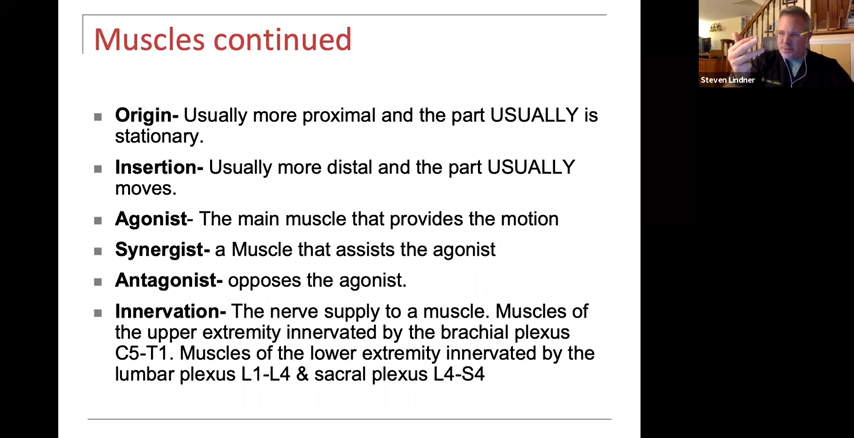 Muscles continued
Steven Lindner
Origin- Usually more proximal and the part USUALLY is
stationary.
Insertion- Usually more distal and the part USUALLY
moves.
Agonist- The main muscle that provides the motion
Synergist- a Muscle that assists the agonist
Antagonist- opposes the agonist.
Innervation- The nerve supply to a muscle. Muscles of
the upper extremity innervated by the brachial plexus
C5-T1. Muscles of the lower extremity innervated by the
lumbar plexus L1-L4 & sacral plexus L4-S4